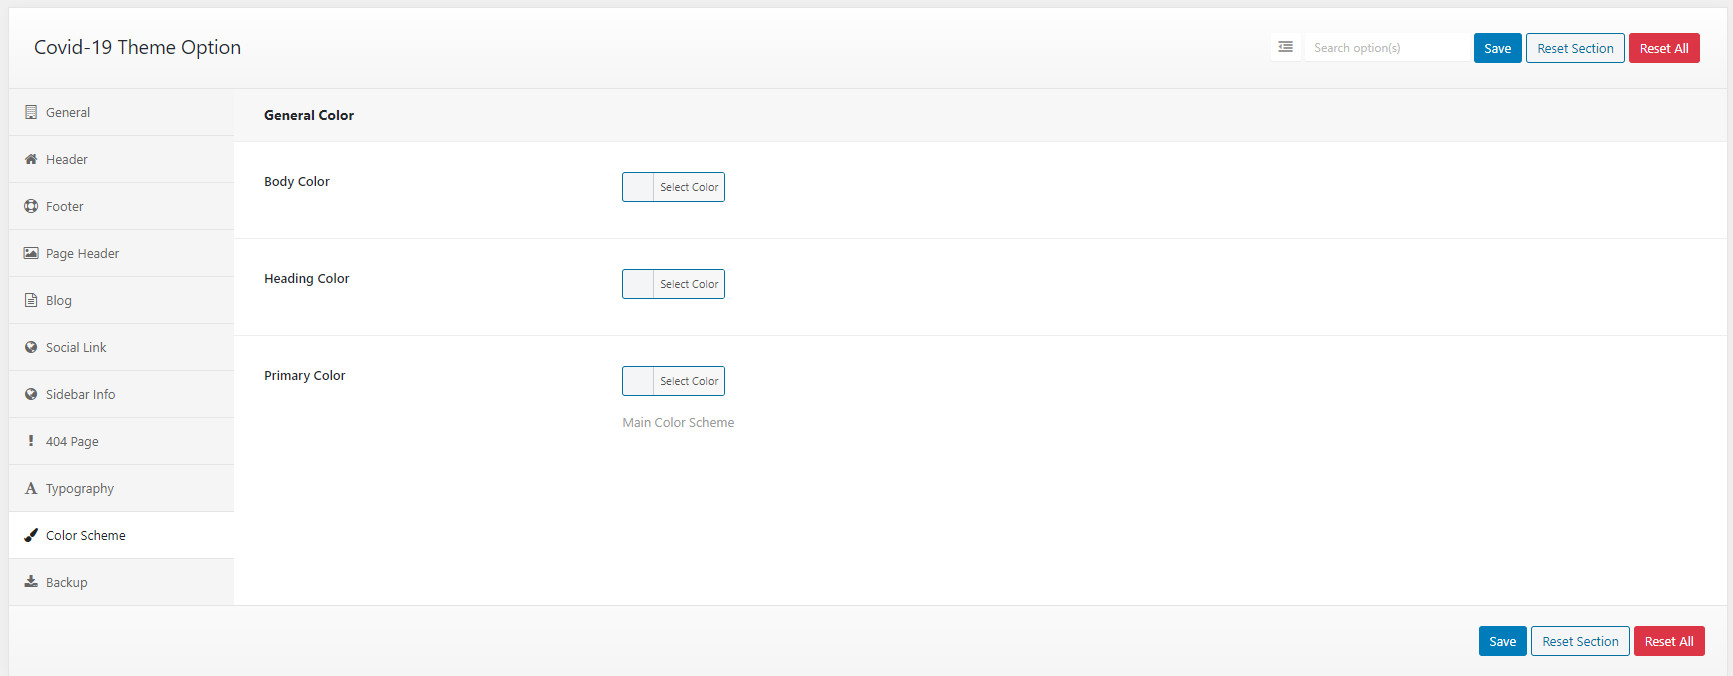 Covid-19 Theme Option
Search option(s)
Save
Reset Section
Reset All
General
Header
Footer
Page Header
Blog
Social Link
Sidebar Info
404 Page
Typography
Color Scheme
Backup
General Color
Body Color
Select Color
Heading Color
Select Color
Primary Color
Select Color
Main Color Scheme
Save
Reset Section
Reset All